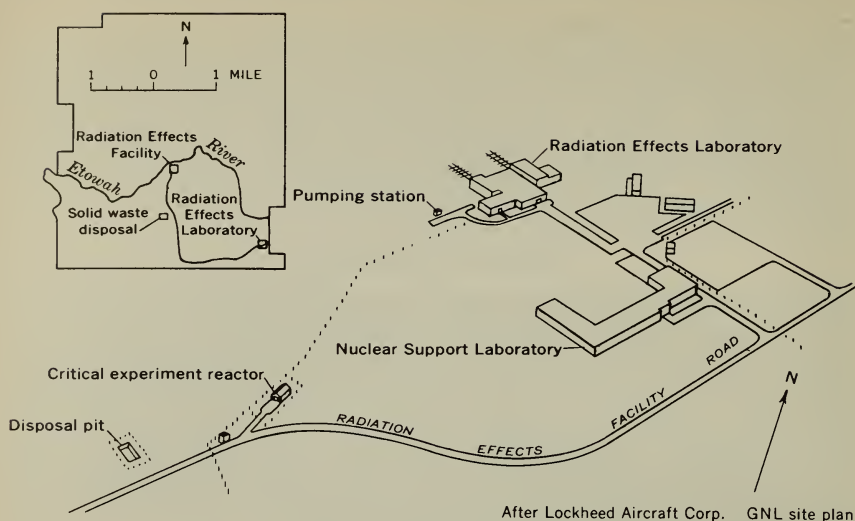 N
1 0 1 MILE
Radiation Effects
Facility
Etowah River
Solid waste
disposal
Radiation
Effects
Laboratory
Radiation Effects Laboratory
Pumping station
Nuclear Support Laboratory
Critical experiment reactor
Disposal pit
RADIATION EFFECTS FACILITY ROAD
N
After Lockheed Aircraft Corp. GNL site plan